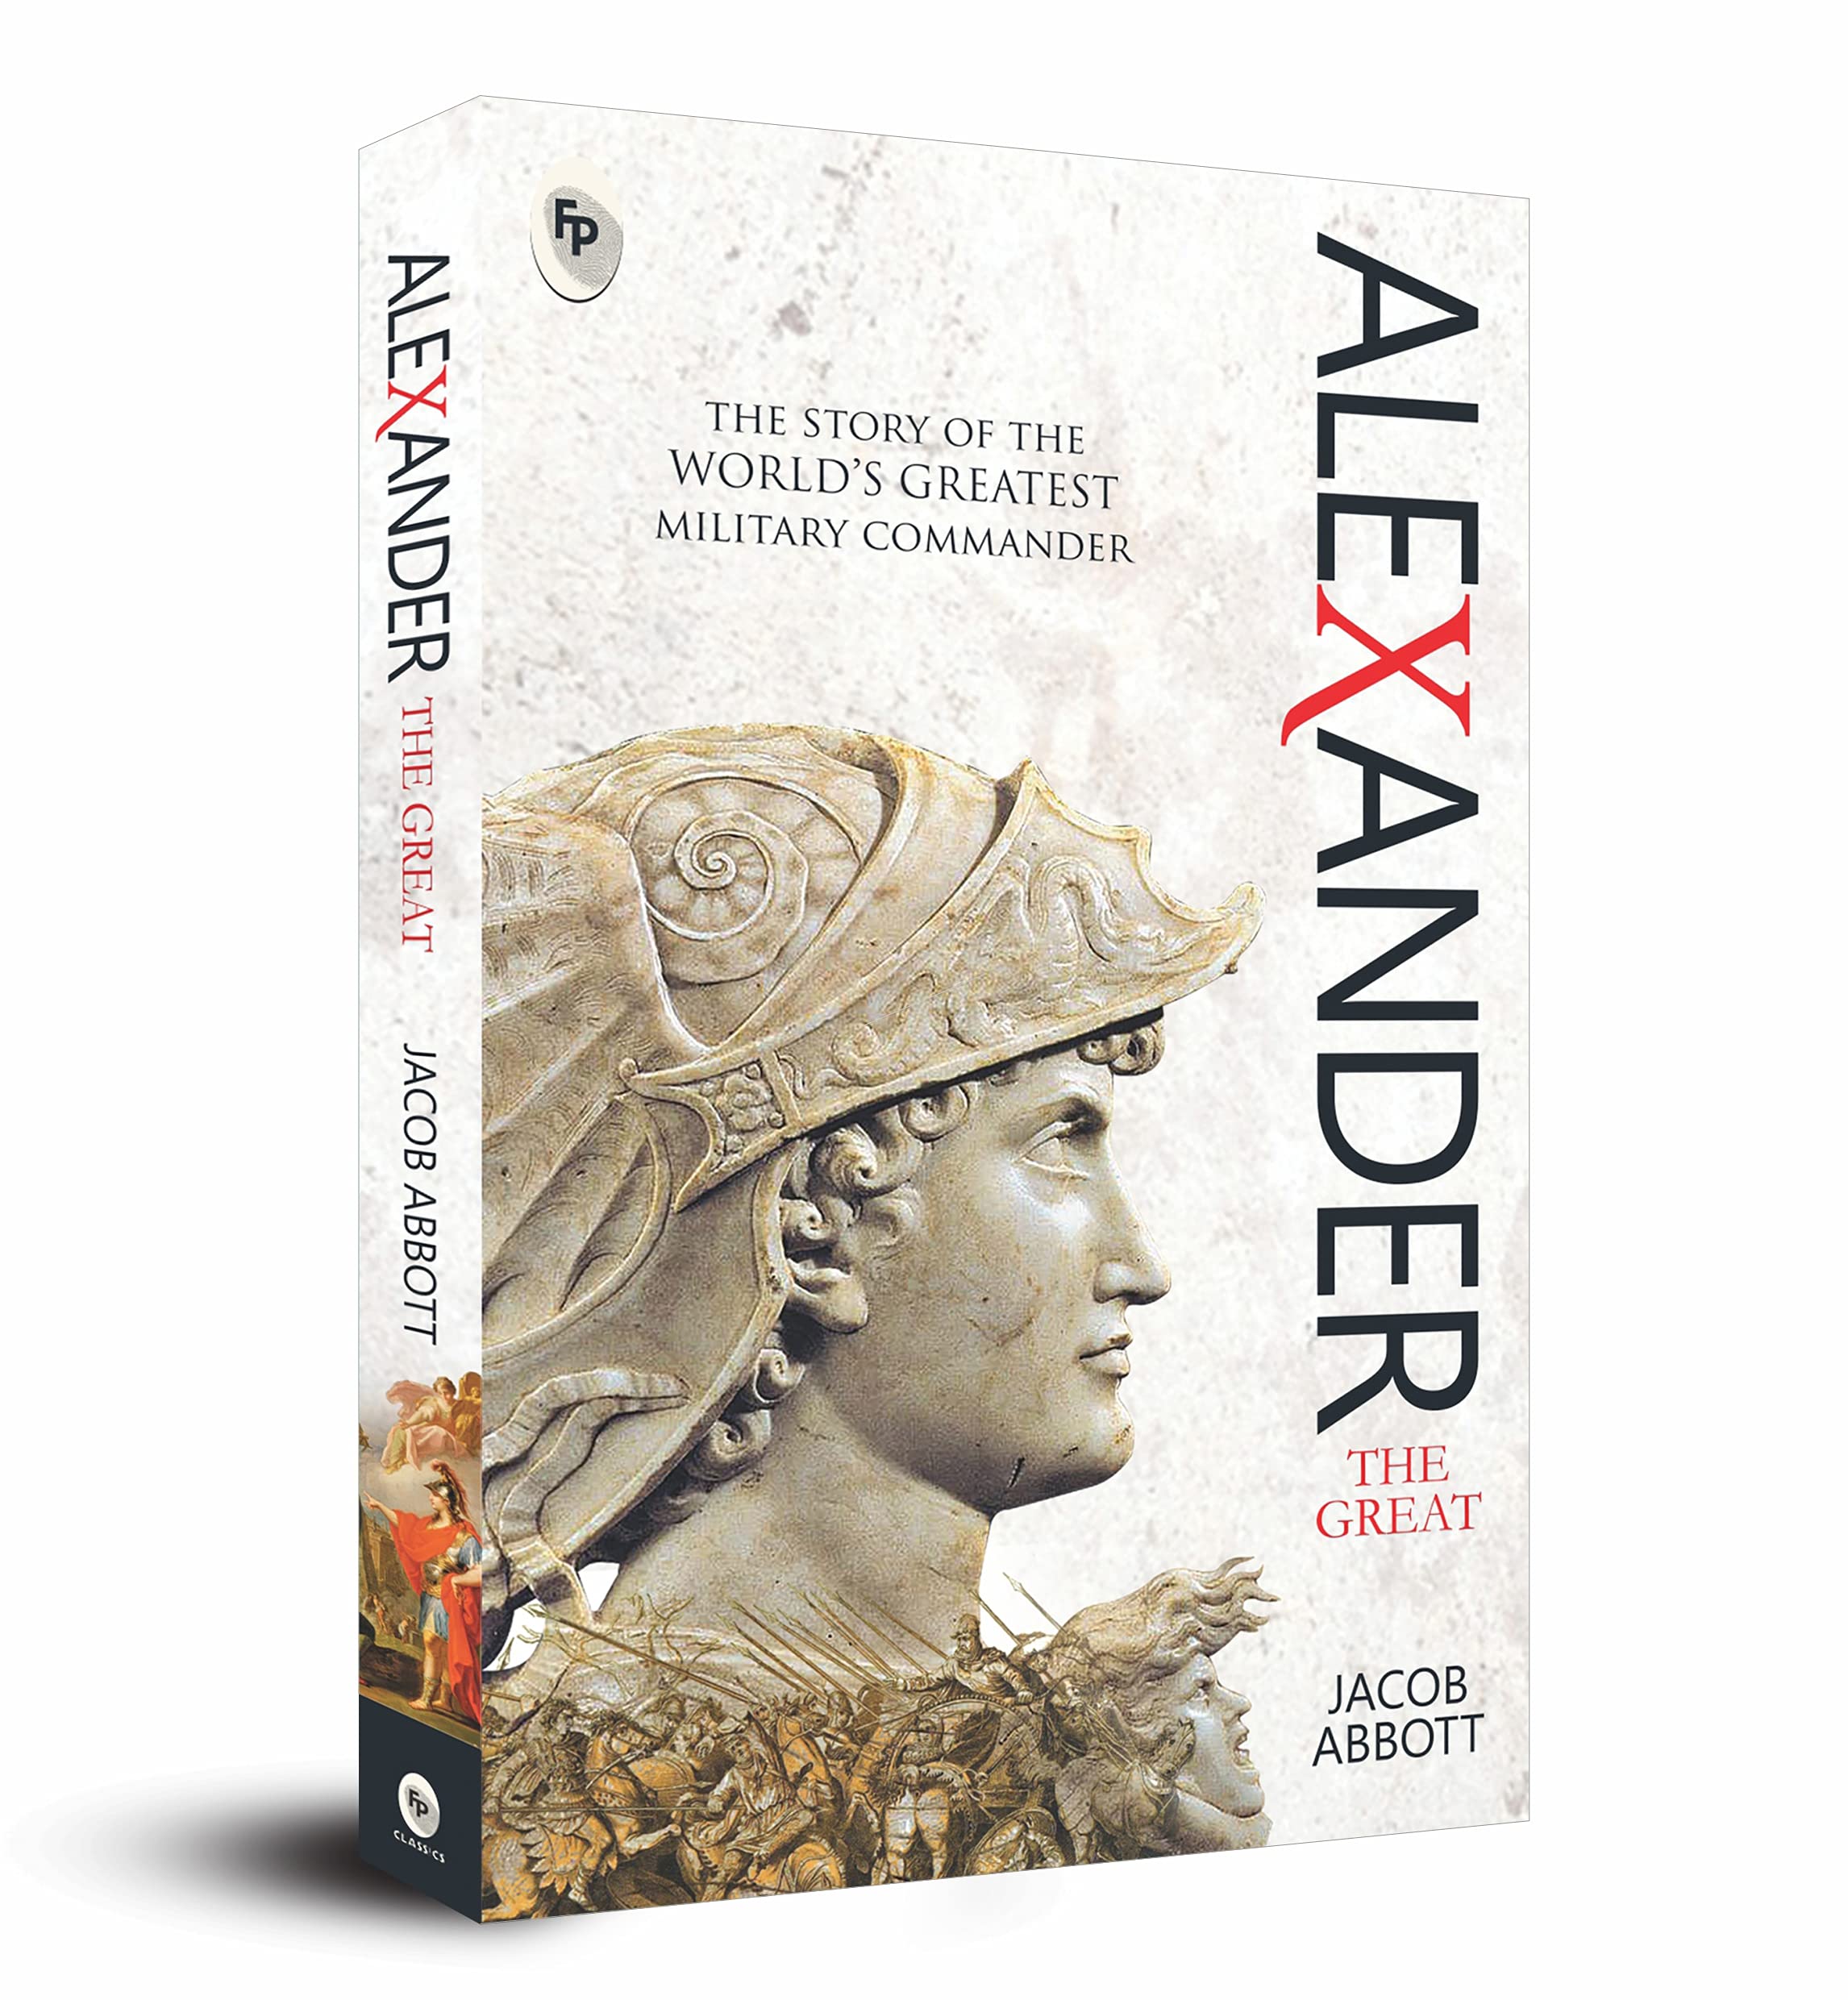 FP
THE STORY OF THE
WORLD'S GREATEST
MILITARY COMMANDER
ALEXANDER
THE
GREAT
JACOB
ABBOTT
ALEXANDER THE GREAT JACOB ABBOTT
FP
CLASSICS